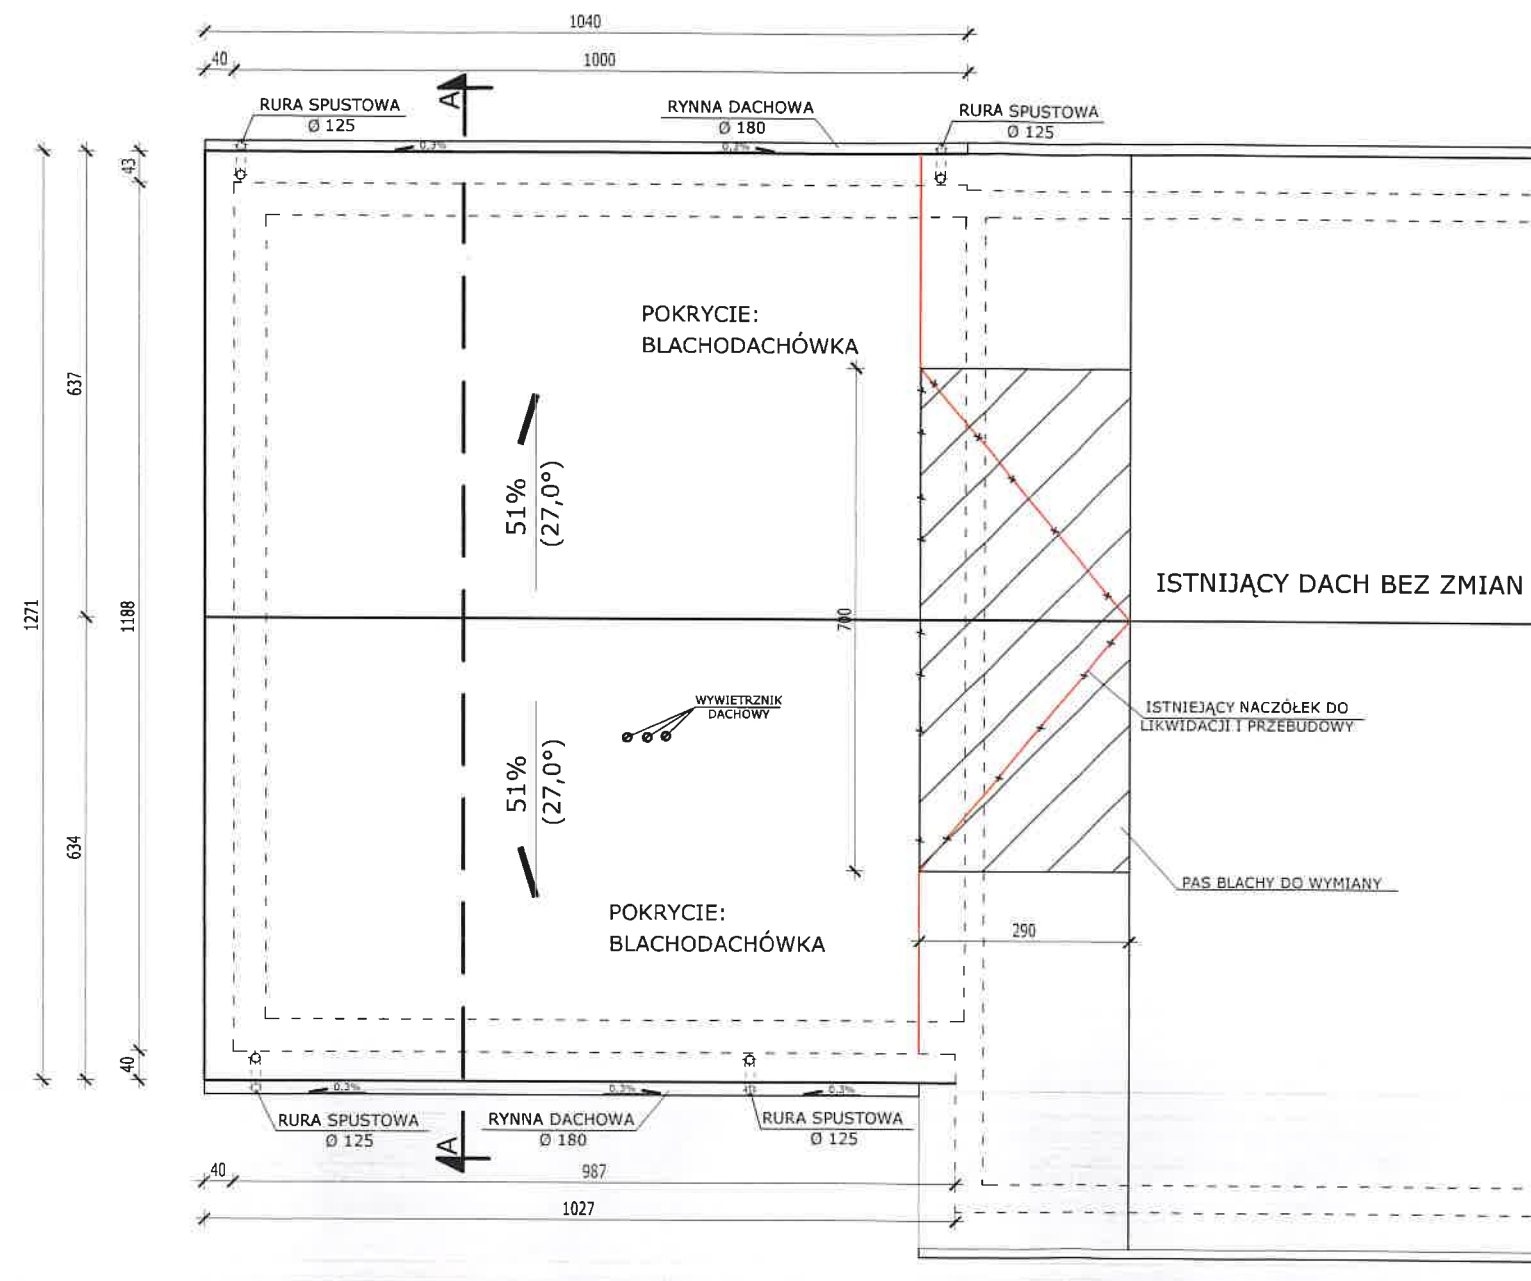 1040
40
1000
A
RURA SPUSTOWA
Ø 125
RYNNA DACHOWA
Ø 180
RURA SPUSTOWA
Ø 125
0,3%
0,3%
43
POKRYCIE:
BLACHODACHÓWKA
637
51%
(27,0°)
ISTNIJĄCY DACH BEZ ZMIAN
1271
1188
700
WYWIETRZNIK
DACHOWY
ISTNIEJĄCY NACZÓŁEK DO
LIKWIDACJI I PRZEBUDOWY
51%
(27,0°)
634
PAS BLACHY DO WYMIANY
POKRYCIE:
BLACHODACHÓWKA
290
40
0,3%
0,3%
0,3%
RURA SPUSTOWA
Ø 125
RYNNA DACHOWA
Ø 180
RURA SPUSTOWA
Ø 125
A
40
987
1027